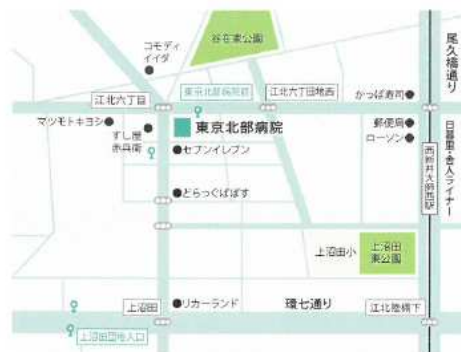 コモディ
イイダ
谷在家公園
尾久橋通り
江北六丁目
東京北部病院前
江北六丁目団地西
かっぱ寿司
マツモトキヨシ
すし屋
赤兵衛
東京北部病院
郵便局
ローソン
日暮里・舎人ライナー
西新井大師西駅
セブンイレブン
どらっぐぱぱす
上沼田小
上沼田
東公園
上沼田
リカーランド
環七通り
江北陸橋下
上沼田団地入口